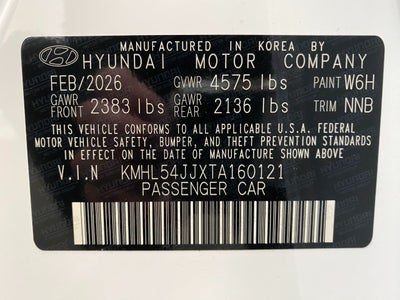 MANUFACTURED IN KOREA BY
HYUNDAI MOTOR COMPANY
FEB/2026 GVWR 4575 lbs PAINT W6H
GAWR FRONT 2383 lbs GAWR REAR 2136 lbs TRIM NNB
THIS VEHICLE CONFORMS TO ALL APPLICABLE U.S.A. FEDERAL
MOTOR VEHICLE SAFETY, BUMPER, AND THEFT PREVENTION STANDARDS
IN EFFECT ON THE DATE OF MANUFACTURE SHOWN ABOVE.
V.I.N KMHL54JJXTA160121
PASSENGER CAR